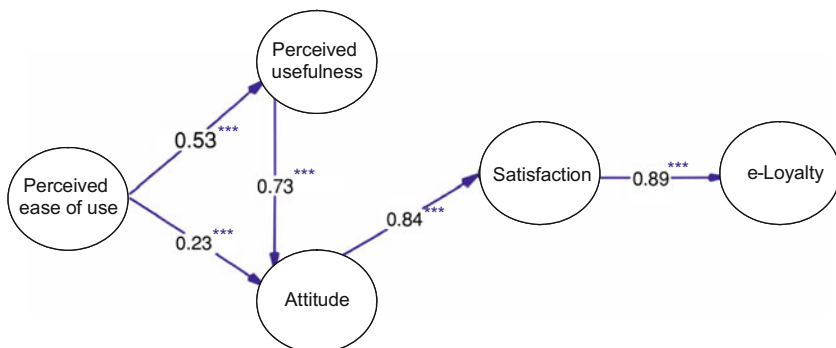 Perceived
usefulness
0.53***
Perceived
ease of use
0.73***
0.23***
Satisfaction
0.89***
e-Loyalty
0.84***
Attitude